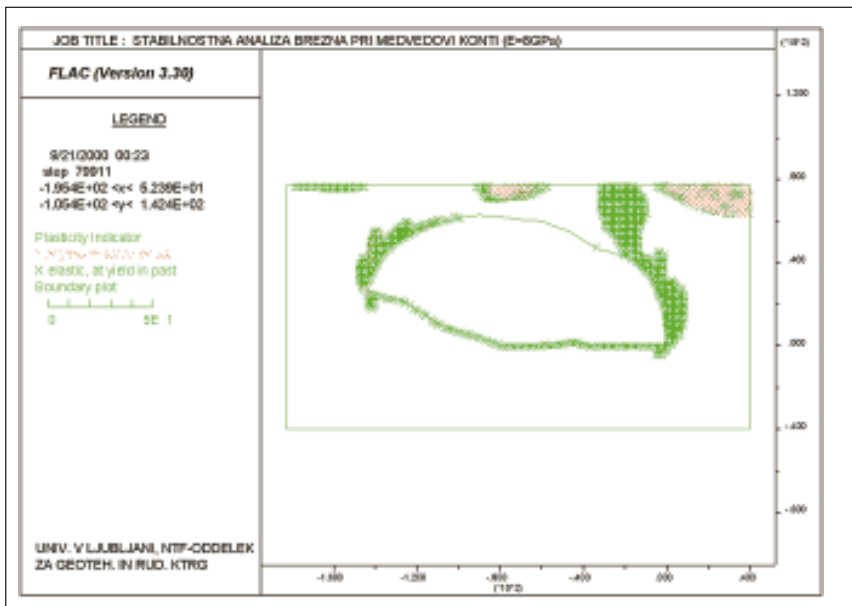 JOB TITLE : STABILNOSTNA ANALIZA BREZNA PRI MEDVEDOVI KONTI (E=8GPa)
(*10^2)
FLAC (Version 3.30)
LEGEND
9/21/2000 00:23
step 79911
-1.954E+02 <x< 5.239E+01
-1.054E+02 <y< 1.424E+02
Plasticity Indicator
X elastic, at yield in past
Boundary plot
0 5E 1
1.200
.800
.400
.000
-.400
-.800
UNIV. V LJUBLJANI, NTF-ODDELEK
ZA GEOTEH. IN RUD. KTRG
-1.600 -1.200 -.800 -.400 .000 .400
(*10^2)